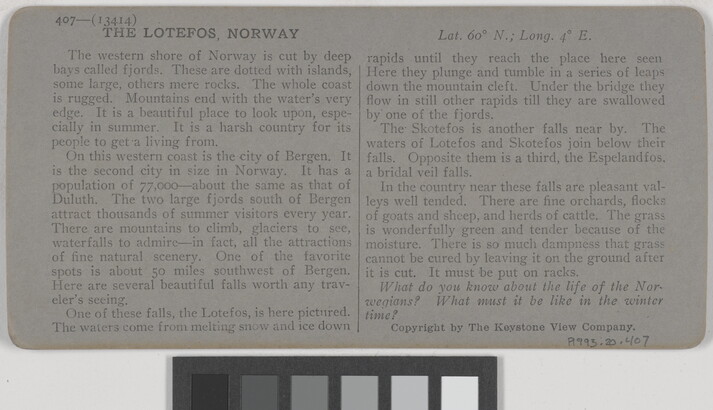 407—(13414)
THE LOTEFOS, NORWAY
Lat. 60° N.; Long. 4° E.
The western shore of Norway is cut by deep
bays called fjords. These are dotted with islands,
some large, others mere rocks. The whole coast
is rugged. Mountains end with the water's very
edge. It is a beautiful place to look upon, espe-
cially in summer. It is a harsh country for its
people to get a living from.
On this western coast is the city of Bergen. It
is the second city in size in Norway. It has a
population of 77,000—about the same as that of
Duluth. The two large fjords south of Bergen
attract thousands of summer visitors every year.
There are mountains to climb, glaciers to see,
waterfalls to admire—in fact, all the attractions
of fine natural scenery. One of the favorite
spots is about 50 miles southwest of Bergen.
Here are several beautiful falls worth any trav-
eler's seeing.
One of these falls, the Lotefos, is here pictured.
The waters come from melting snow and ice down
rapids until they reach the place here seen
Here they plunge and tumble in a series of leaps
down the mountain cleft. Under the bridge they
flow in still other rapids till they are swallowed
by one of the fjords.
The Skotefos is another falls near by. The
waters of Lotefos and Skotefos join below their
falls. Opposite them is a third, the Espelandfos,
a bridal veil falls.
In the country near these falls are pleasant val-
leys well tended. There are fine orchards, flocks
of goats and sheep, and herds of cattle. The grass
is wonderfully green and tender because of the
moisture. There is so much dampness that grass
cannot be cured by leaving it on the ground after
it is cut. It must be put on racks.
What do you know about the life of the Nor-
wegians? What must it be like in the winter
time?
Copyright by The Keystone View Company.
P.993.20.407